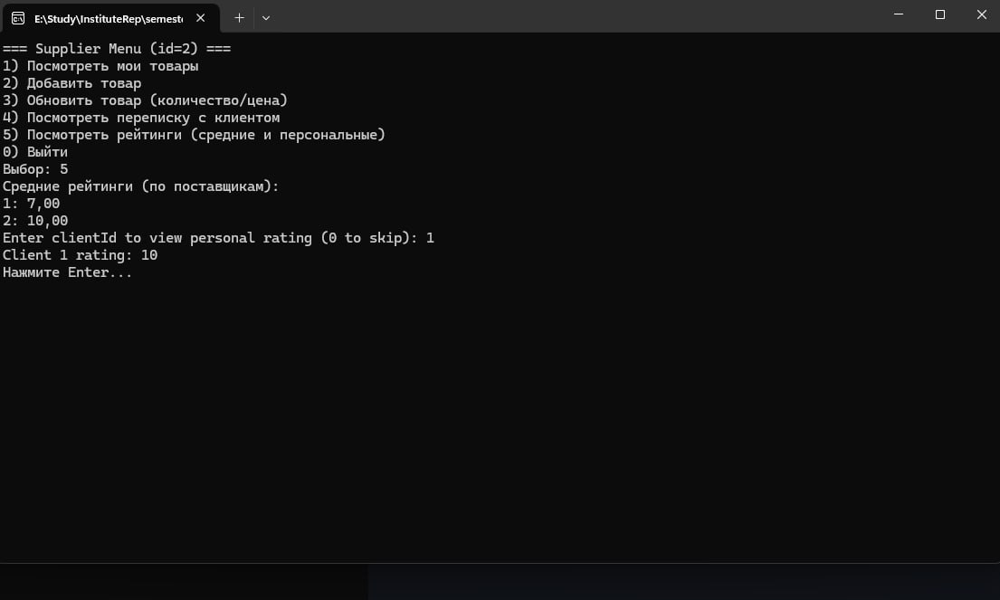 E:\Study\InstituteRep\semest
=== Supplier Menu (id=2) ===
1) Посмотреть мои товары
2) Добавить товар
3) Обновить товар (количество/цена)
4) Посмотреть переписку с клиентом
5) Посмотреть рейтинги (средние и персональные)
0) Выйти
Выбор: 5
Средние рейтинги (по поставщикам):
1: 7,00
2: 10,00
Enter clientId to view personal rating (0 to skip): 1
Client 1 rating: 10
Нажмите Enter...